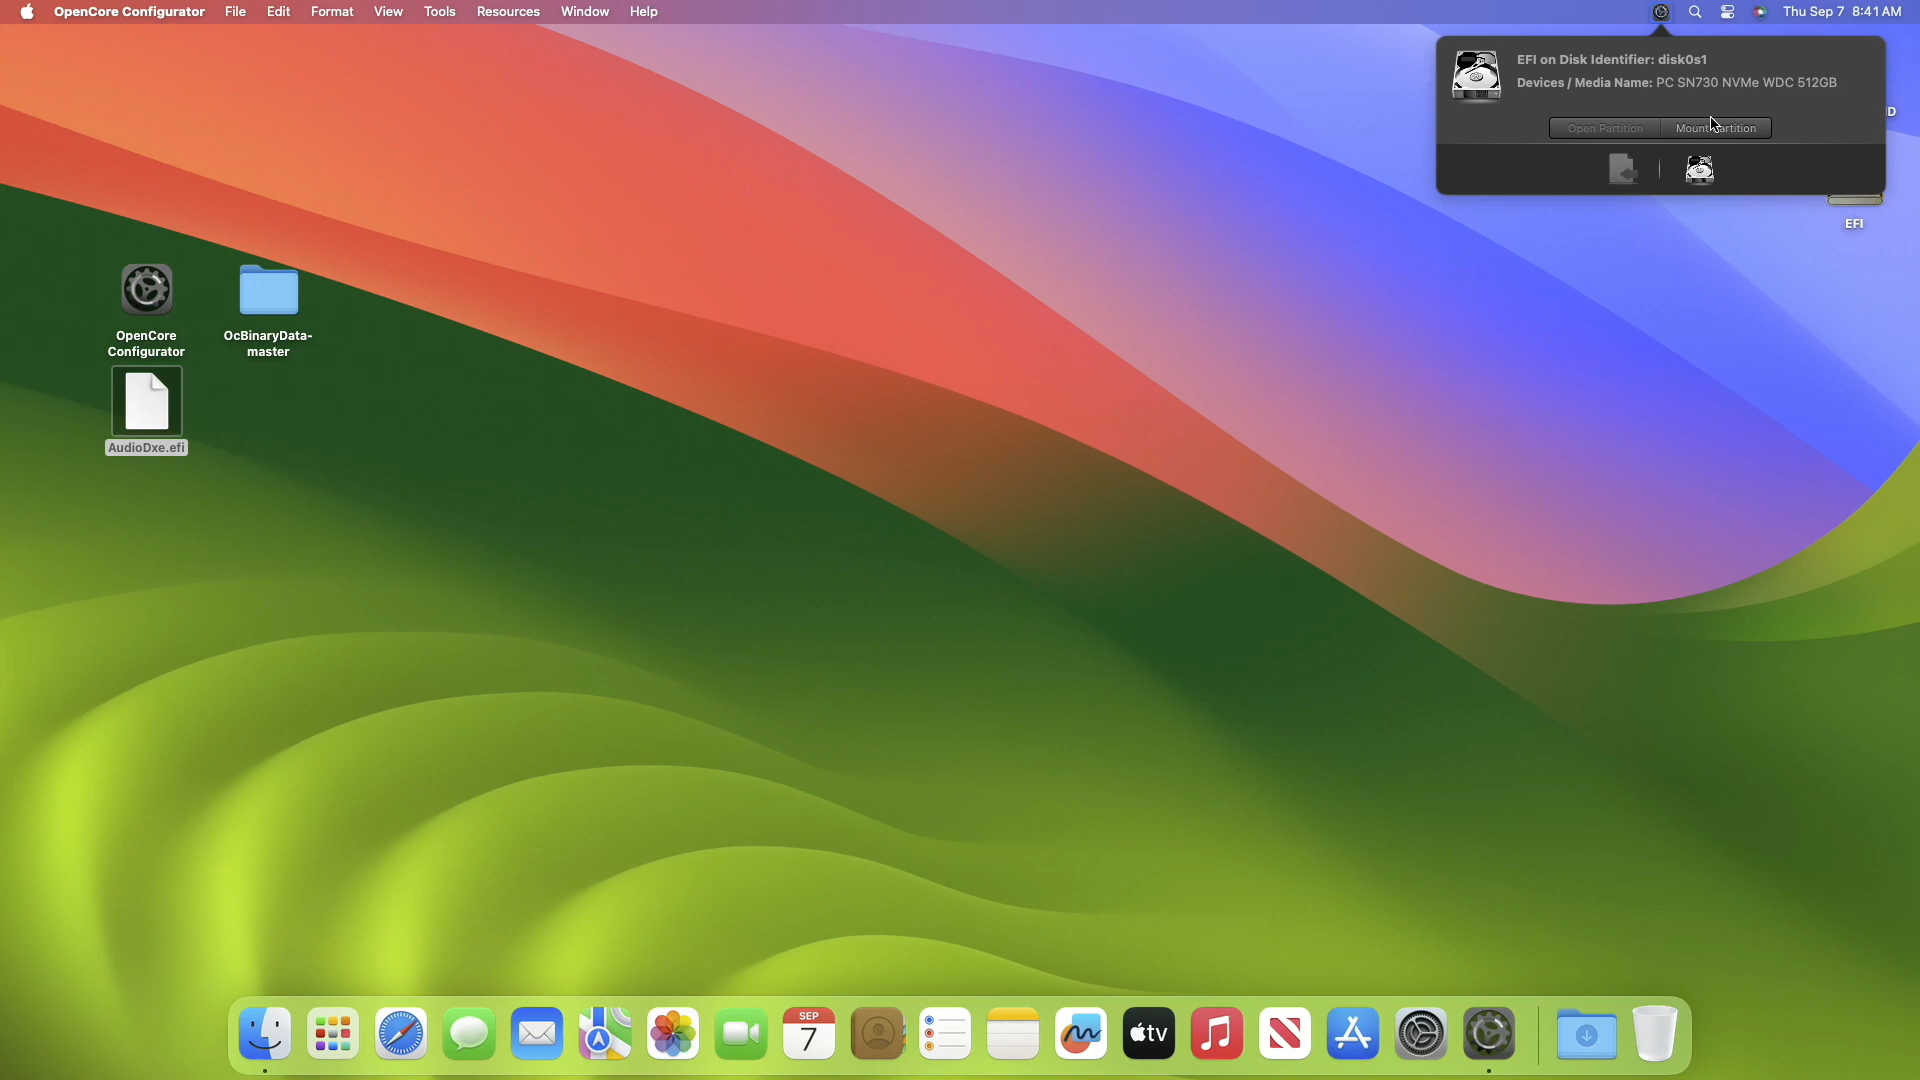 OpenCore Configurator File Edit Format View Tools Resources Window Help Thu Sep 7 8:41 AM
EFI on Disk Identifier: disk0s1
Devices / Media Name: PC SN730 NVMe WDC 512GB
D
Open Partition
EFI
OpenCore
Configurator
OcBinaryData-
master
AudioDxe.efi
SEP
7
tv